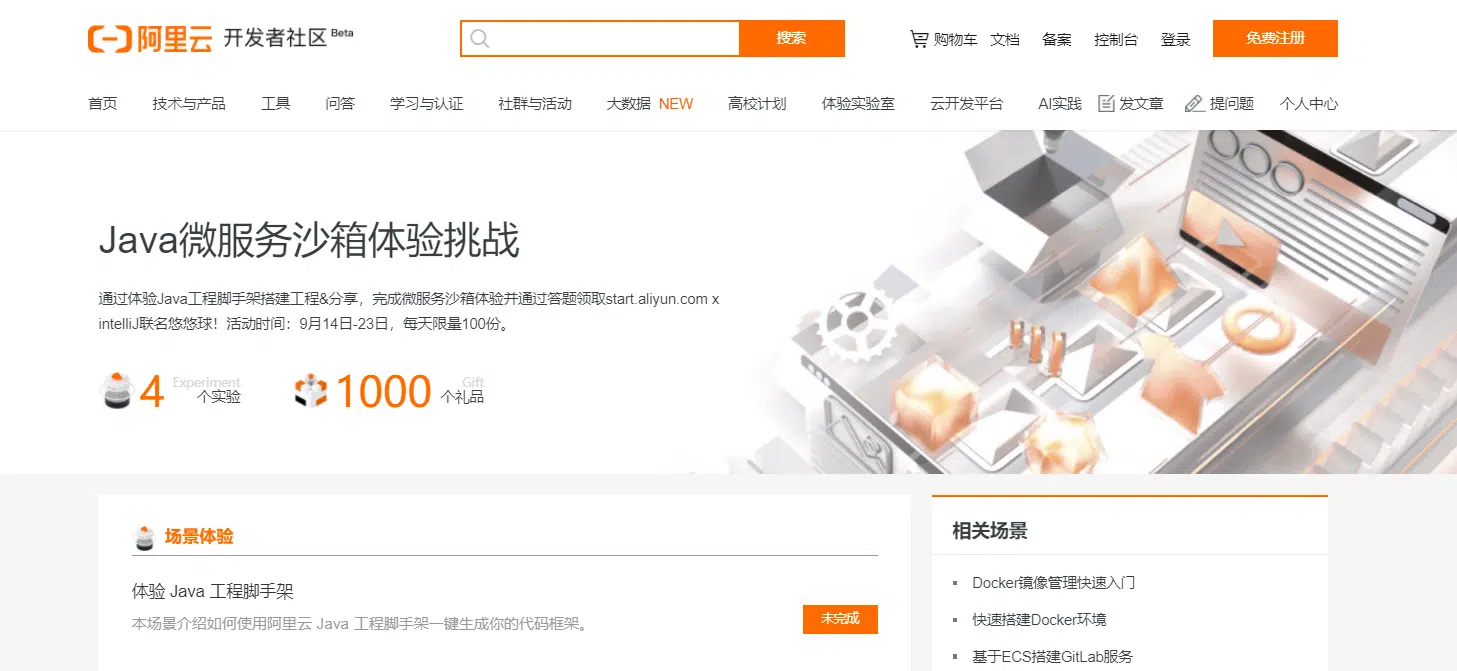 阿里云 开发者社区 Beta
搜索
购物车 文档 备案 控制台 登录 免费注册
首页 技术与产品 工具 问答 学习与认证 社群与活动 大数据 NEW 高校计划 体验实验室 云开发平台 AI实践 发文章 提问题 个人中心
Java微服务沙箱体验挑战
通过体验Java工程脚手架搭建工程&分享，完成微服务沙箱体验并通过答题领取start.aliyun.com x
intelliJ联名悠悠球！活动时间：9月14日-23日，每天限量100份。
4 Experiment 个实验
1000 Gift 个礼品
场景体验
体验 Java 工程脚手架
本场景介绍如何使用阿里云 Java 工程脚手架一键生成你的代码框架。
未完成
相关场景
Docker镜像管理快速入门
快速搭建Docker环境
基于ECS搭建GitLab服务